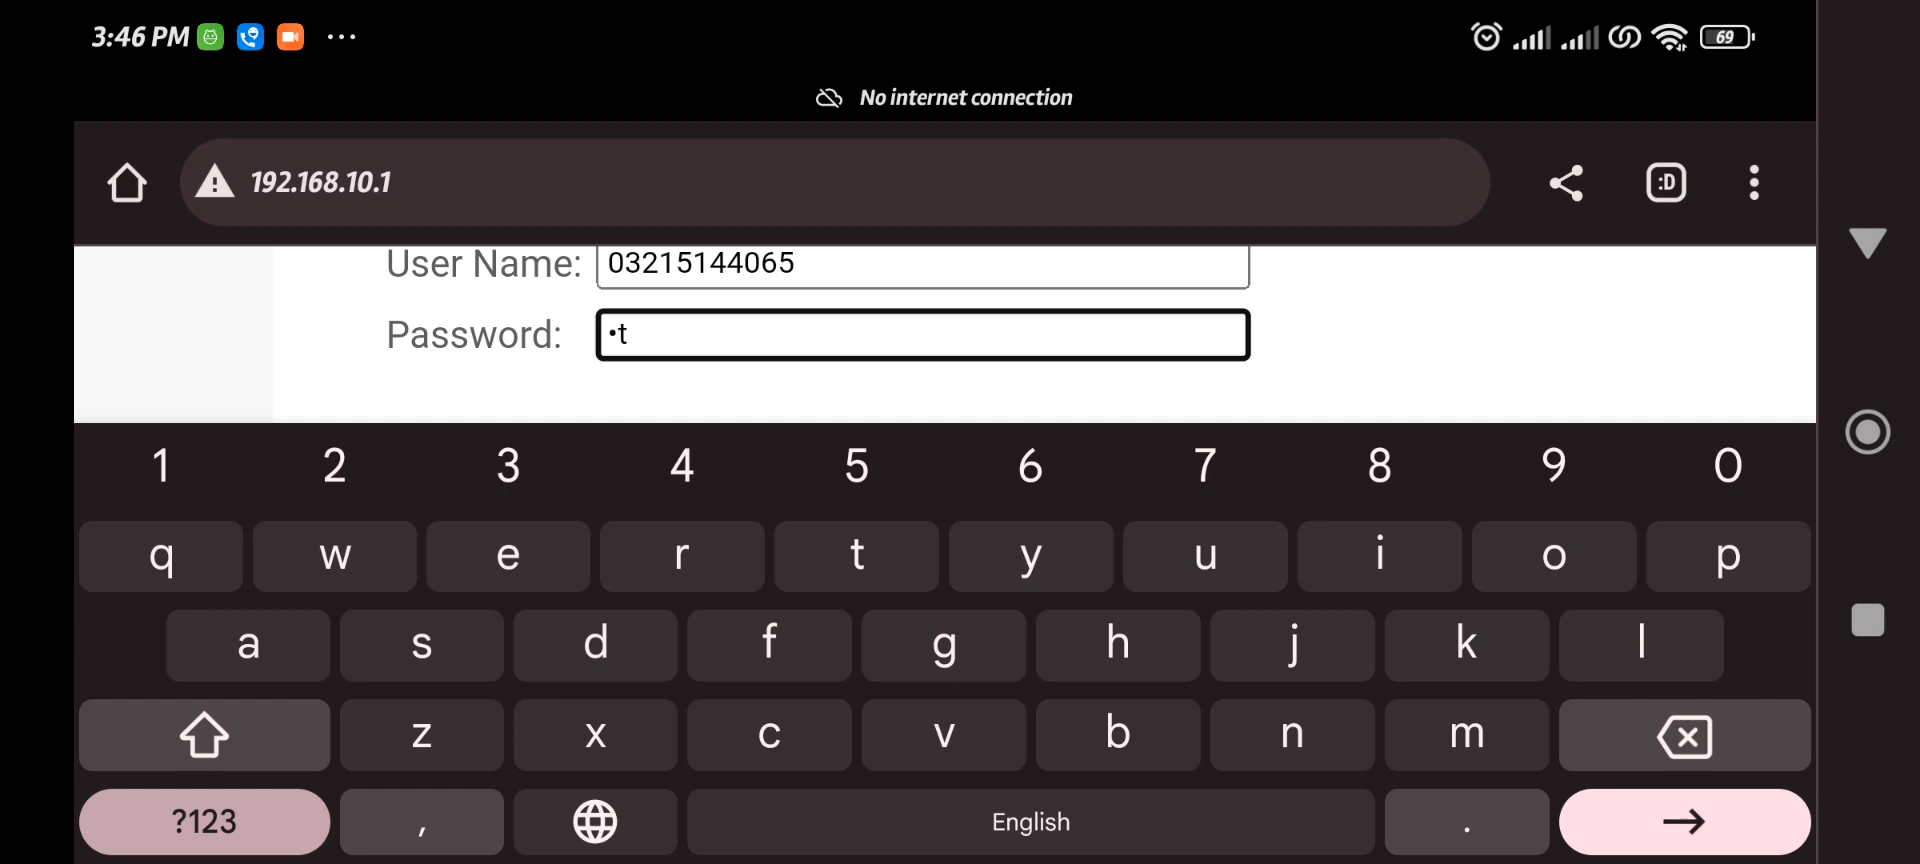 3:46 PM
69
No internet connection
192.168.10.1
:D
User Name: 03215144065
Password: •t
1 2 3 4 5 6 7 8 9 0
q w e r t y u i o p
a s d f g h j k l
z x c v b n m
?123 , English .